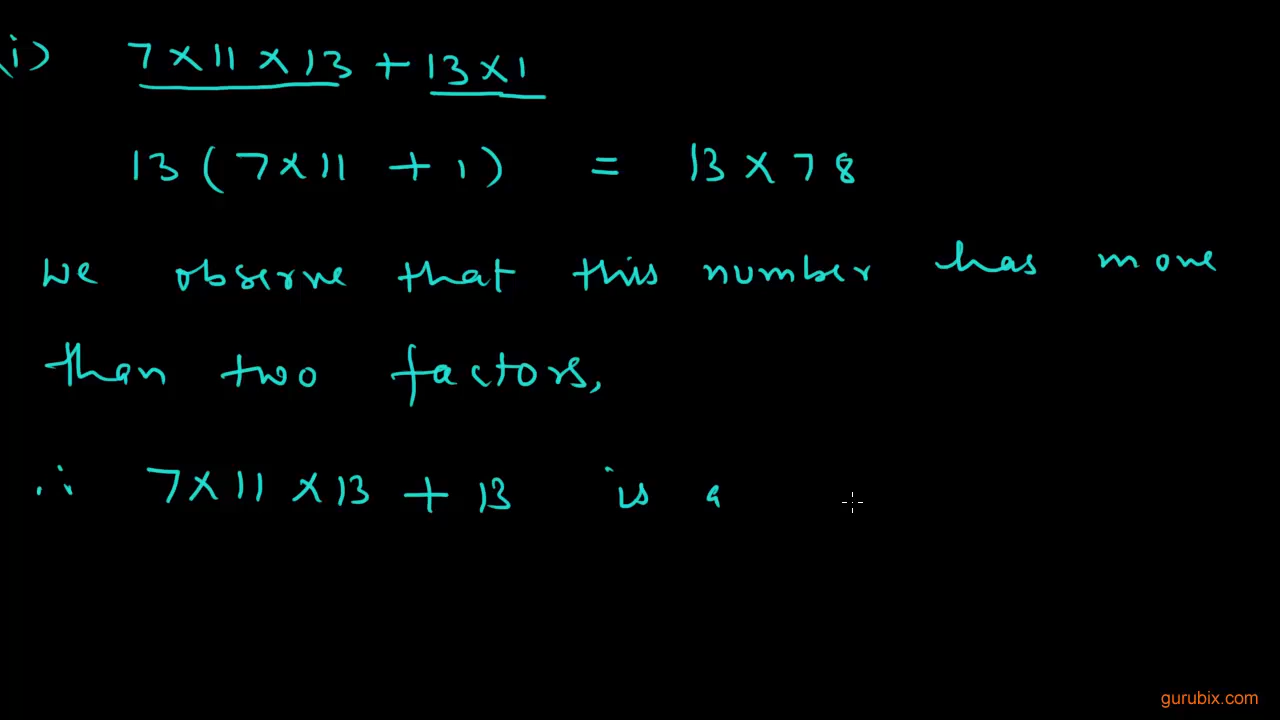 (i) 7 × 11 × 13 + 13 × 1
13 ( 7 × 11 + 1 ) = 13 × 78
we observe that this number has more
than two factors,
∴ 7 × 11 × 13 + 13 is a
gurubix.com